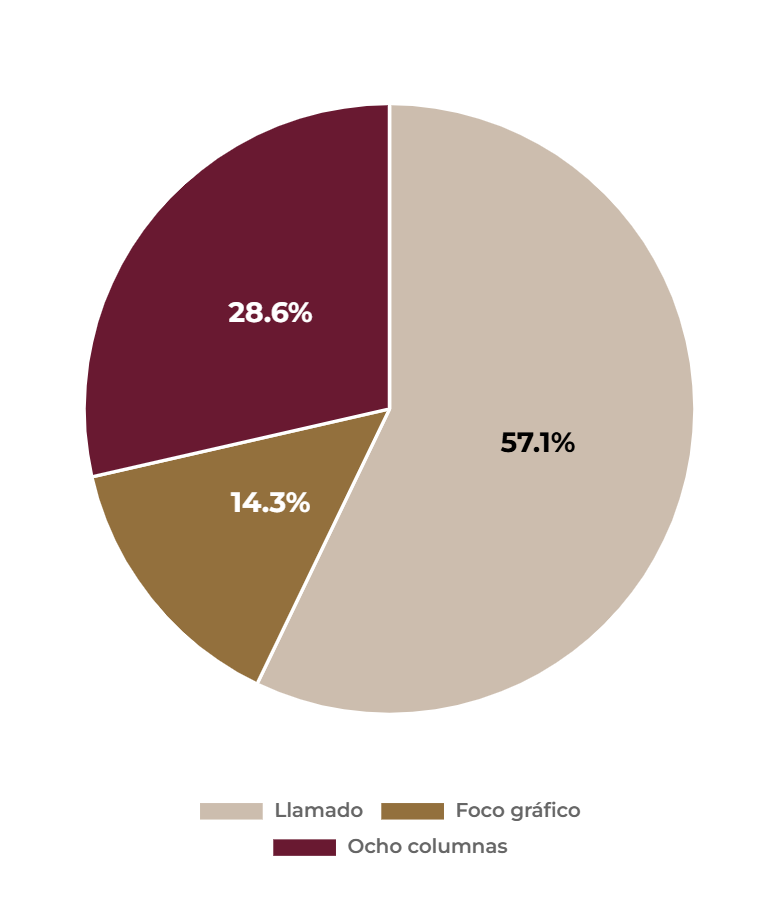 28.6%
57.1%
14.3%
Llamado Foco gráfico
Ocho columnas